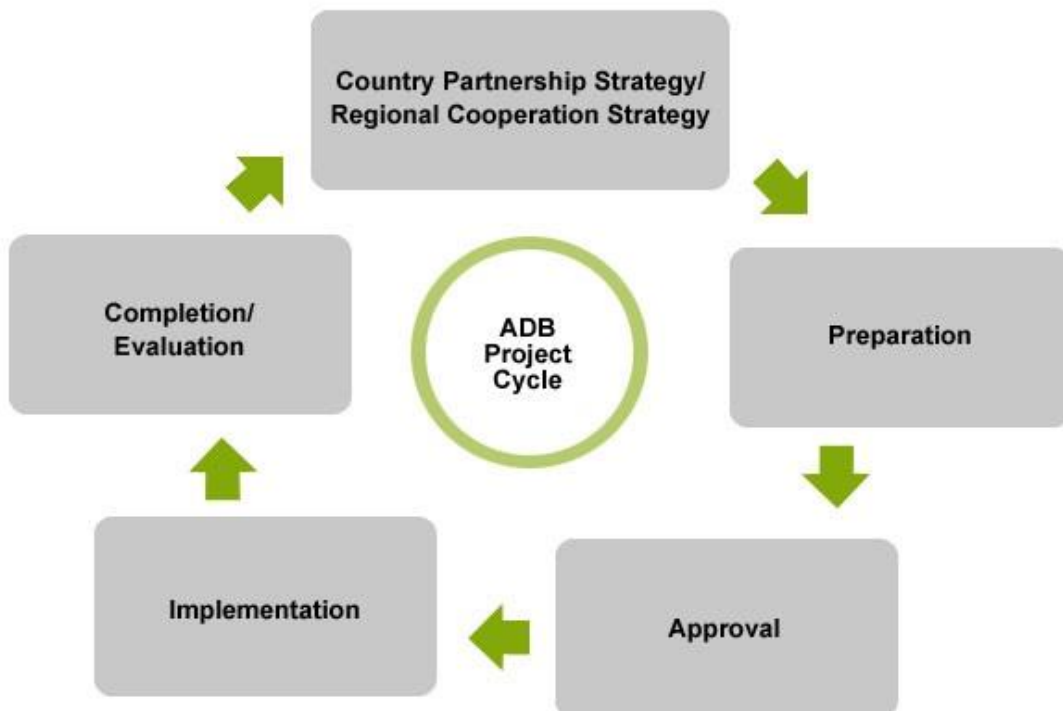 Country Partnership Strategy/
Regional Cooperation Strategy
Completion/
Evaluation
ADB
Project
Cycle
Preparation
Implementation
Approval